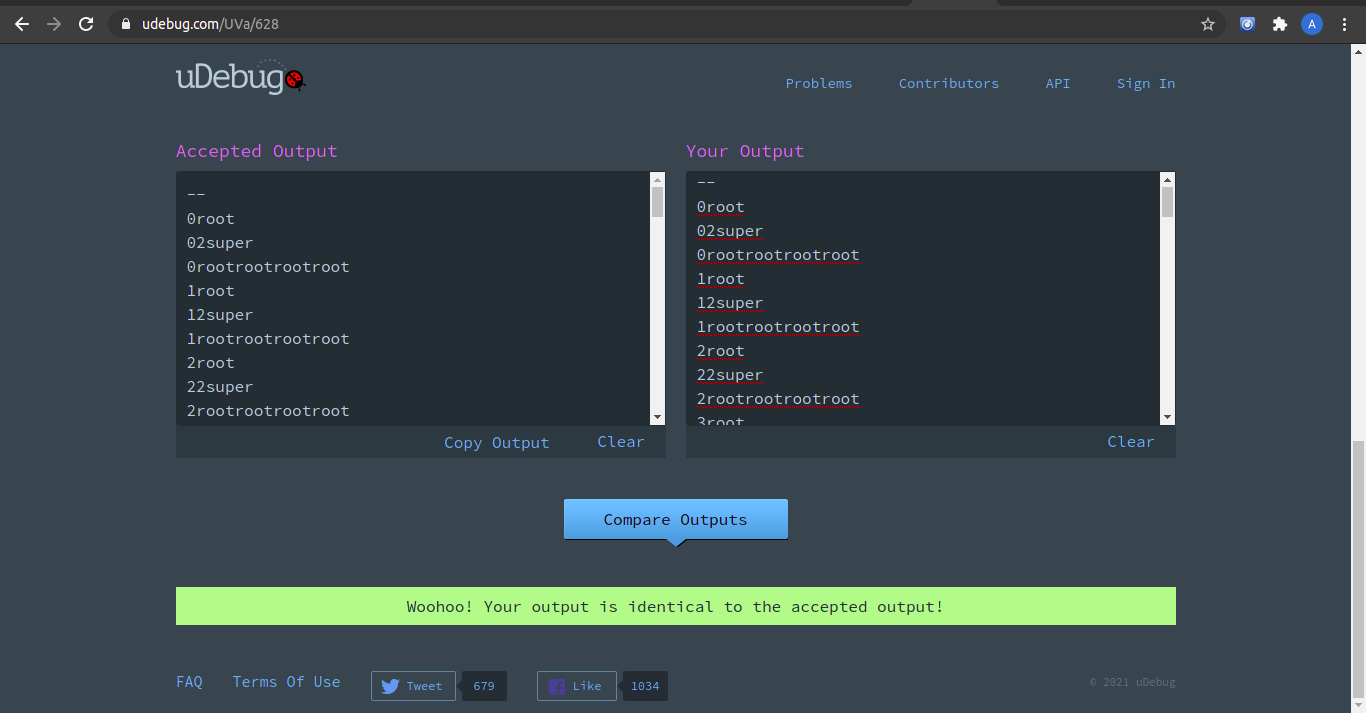 udebug.com/UVa/628
A
uDebug
Problems Contributors API Sign In
Accepted Output
--
0root
02super
0rootrootrootroot
1root
12super
1rootrootrootroot
2root
22super
2rootrootrootroot
Copy Output Clear
Your Output
--
0root
02super
0rootrootrootroot
1root
12super
1rootrootrootroot
2root
22super
2rootrootrootroot
3root
Clear
Compare Outputs
Woohoo! Your output is identical to the accepted output!
FAQ Terms Of Use Tweet 679 Like 1034 © 2021 uDebug